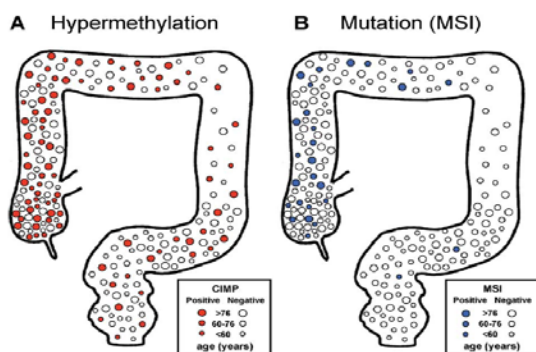 A Hypermethylation
B Mutation (MSI)
CIMP
Positive Negative
>76
60-76
<60
age (years)
MSI
Positive Negative
>76
60-76
<60
age (years)